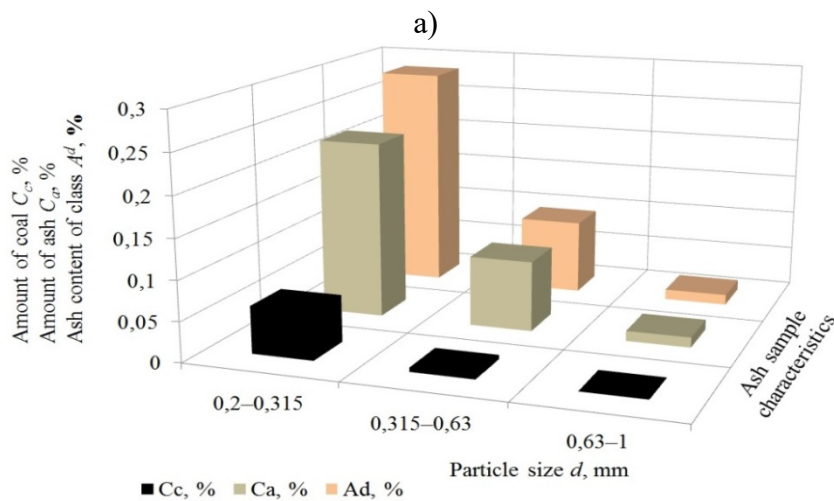 a)
Amount of coal Cc, %
Amount of ash Ca, %
Ash content of class Ad, %
0,3
0,25
0,2
0,15
0,1
0,05
0
0,2–0,315
0,315–0,63
0,63–1
Particle size d, mm
Ash sample
characteristics
Cc, % Ca, % Ad, %